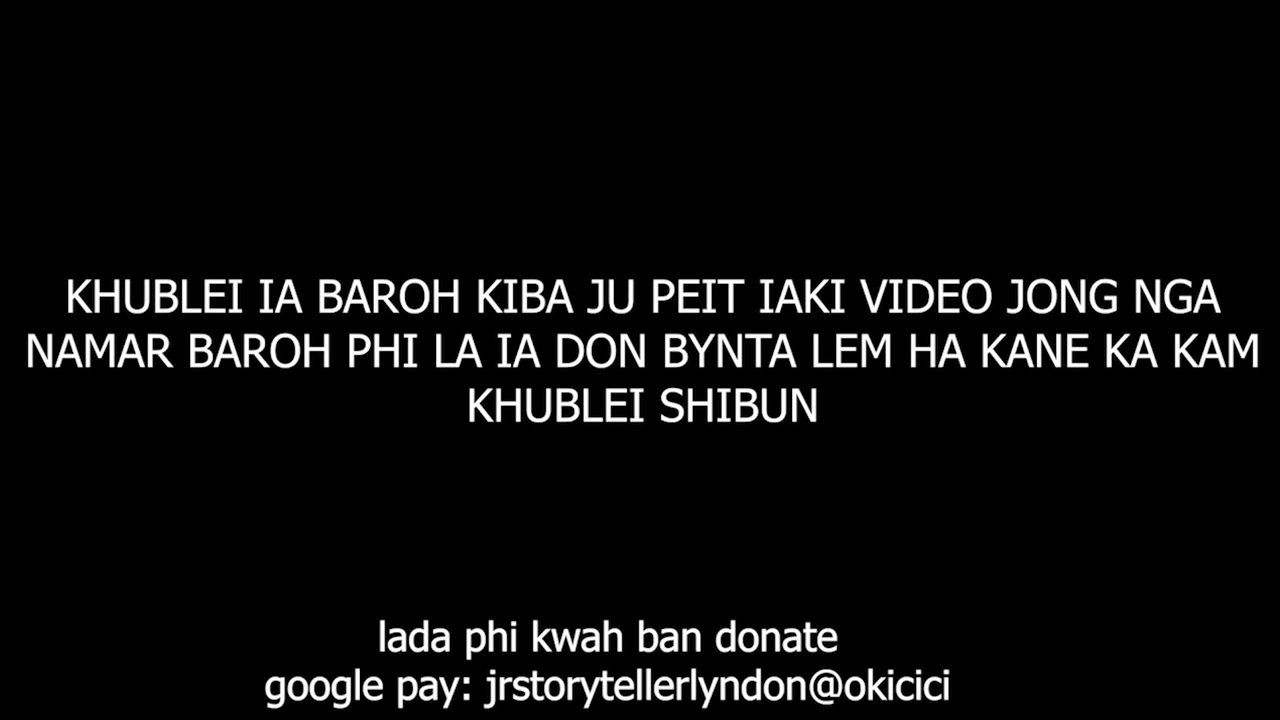 KHUBLEI IA BAROH KIBA JU PEIT IAKI VIDEO JONG NGA
NAMAR BAROH PHI LA IA DON BYNTA LEM HA KANE KA KAM
KHUBLEI SHIBUN
lada phi kwah ban donate
google pay: jrstorytellerlyndon@okicici